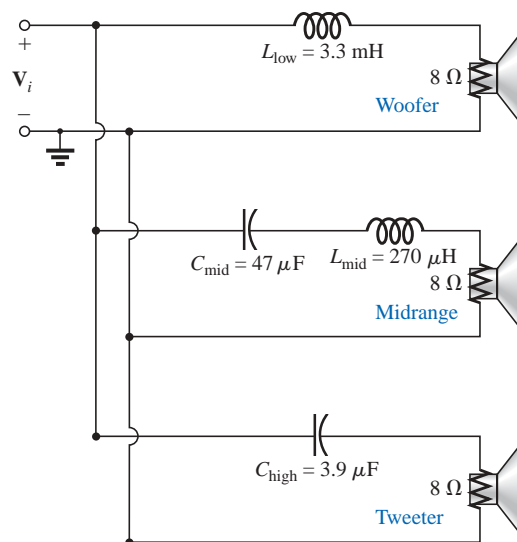 +
L_low = 3.3 mH
V_i
8 Ω
Woofer
−
C_mid = 47 μF
L_mid = 270 μH
8 Ω
Midrange
C_high = 3.9 μF
8 Ω
Tweeter